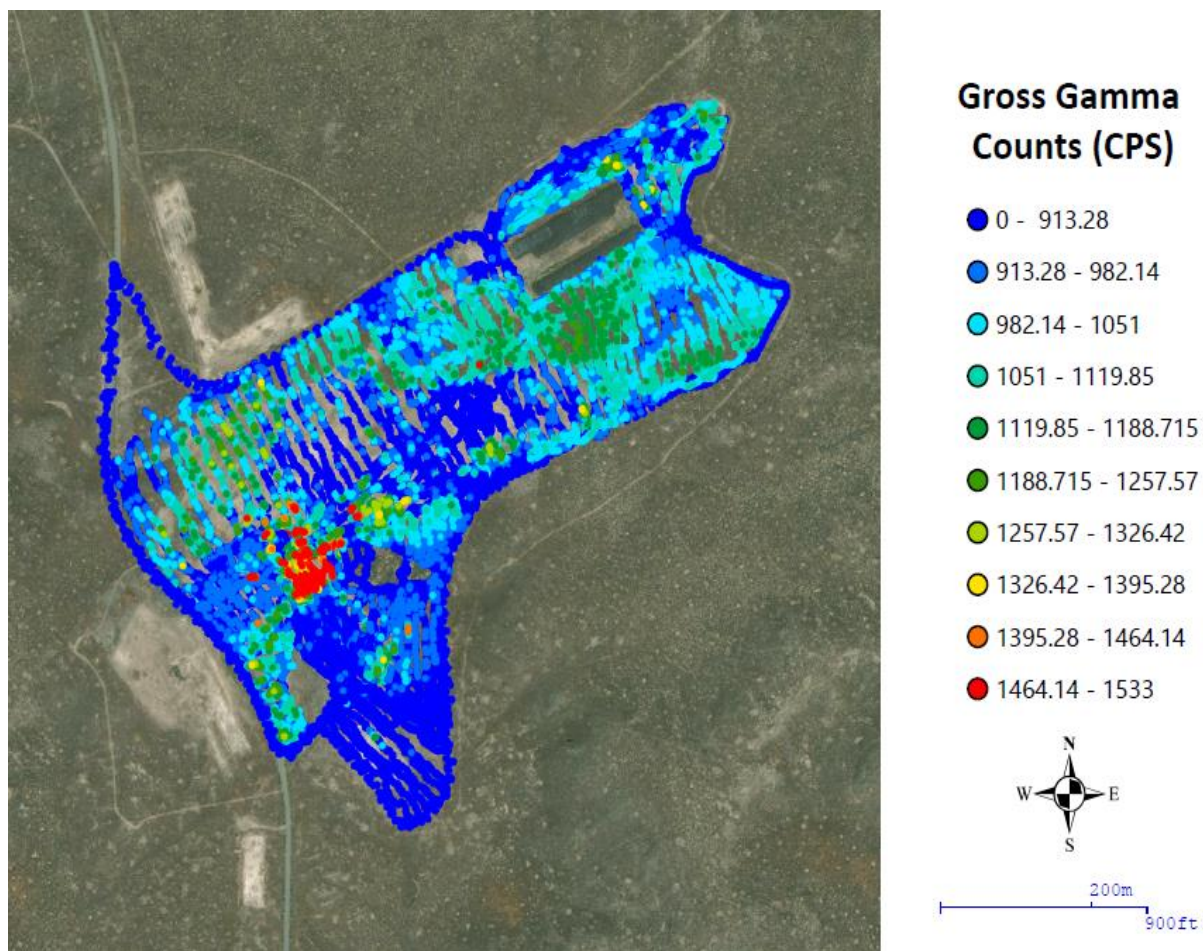 Gross Gamma
Counts (CPS)
0 - 913.28
913.28 - 982.14
982.14 - 1051
1051 - 1119.85
1119.85 - 1188.715
1188.715 - 1257.57
1257.57 - 1326.42
1326.42 - 1395.28
1395.28 - 1464.14
1464.14 - 1533
N
W E
S
200m
900ft